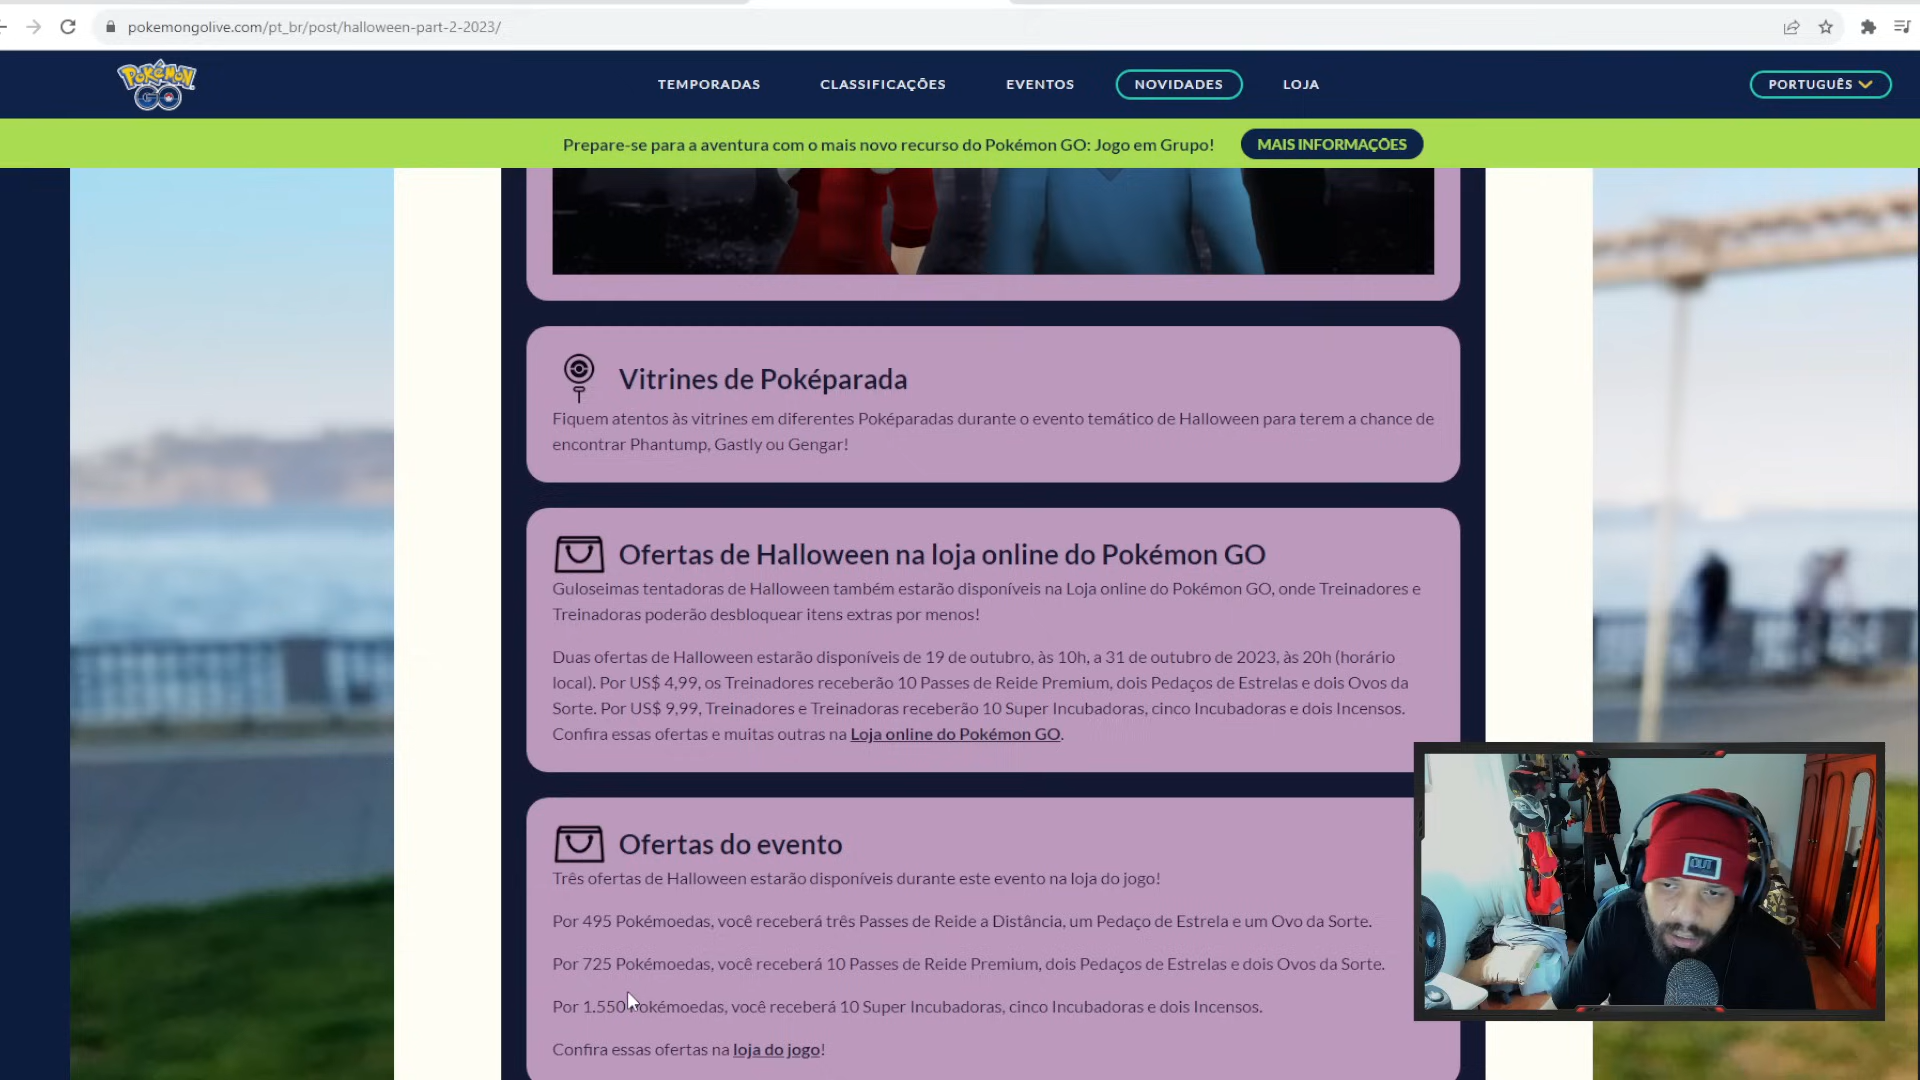 pokemongolive.com/pt_br/post/halloween-part-2-2023/
POKÉMON GO
TEMPORADAS
CLASSIFICAÇÕES
EVENTOS
NOVIDADES
LOJA
PORTUGUÊS
Prepare-se para a aventura com o mais novo recurso do Pokémon GO: Jogo em Grupo!
MAIS INFORMAÇÕES
Vitrines de Poképarada
Fiquem atentos às vitrines em diferentes Poképaradas durante o evento temático de Halloween para terem a chance de
encontrar Phantump, Gastly ou Gengar!
Ofertas de Halloween na loja online do Pokémon GO
Guloseimas tentadoras de Halloween também estarão disponíveis na Loja online do Pokémon GO, onde Treinadores e
Treinadoras poderão desbloquear itens extras por menos!
Duas ofertas de Halloween estarão disponíveis de 19 de outubro, às 10h, a 31 de outubro de 2023, às 20h (horário
local). Por US$ 4,99, os Treinadores receberão 10 Passes de Reide Premium, dois Pedaços de Estrelas e dois Ovos da
Sorte. Por US$ 9,99, Treinadores e Treinadoras receberão 10 Super Incubadoras, cinco Incubadoras e dois Incensos.
Confira essas ofertas e muitas outras na Loja online do Pokémon GO.
Ofertas do evento
Três ofertas de Halloween estarão disponíveis durante este evento na loja do jogo!
Por 495 Pokémoedas, você receberá três Passes de Reide a Distância, um Pedaço de Estrela e um Ovo da Sorte.
Por 725 Pokémoedas, você receberá 10 Passes de Reide Premium, dois Pedaços de Estrelas e dois Ovos da Sorte.
Por 1.550 Pokémoedas, você receberá 10 Super Incubadoras, cinco Incubadoras e dois Incensos.
Confira essas ofertas na loja do jogo!
OUT